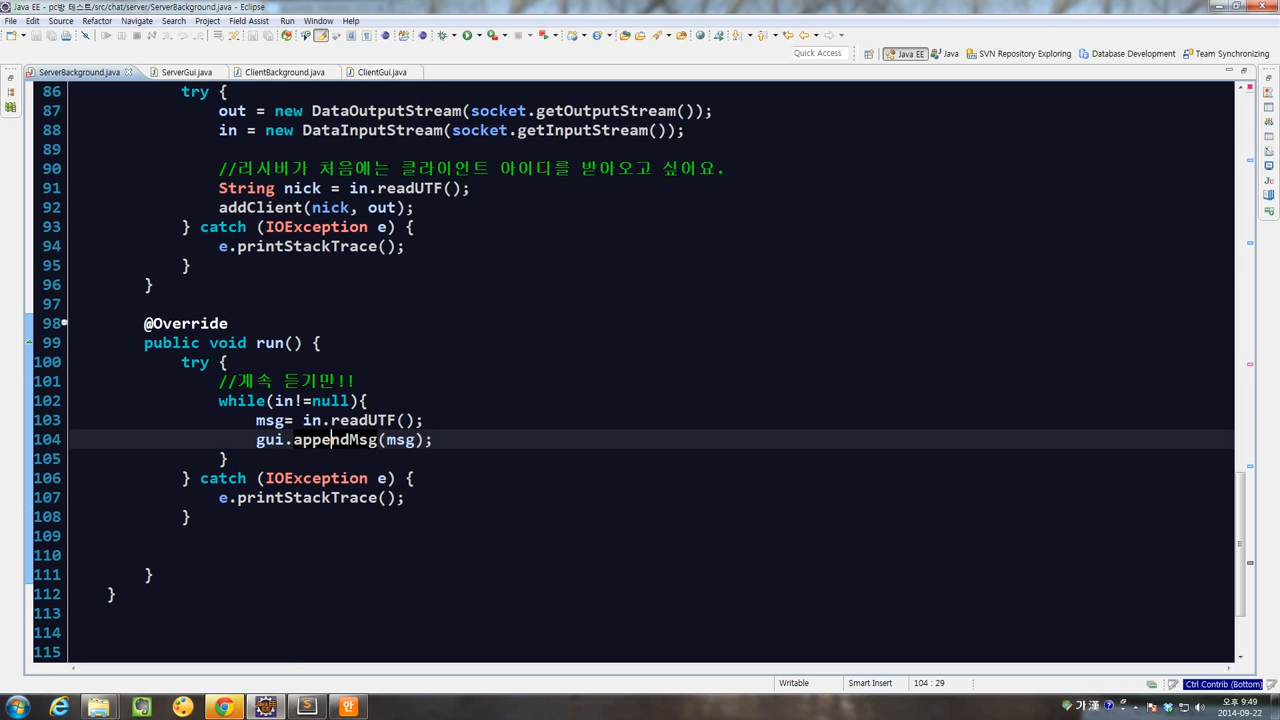 Java EE - pc방 테스트/src/chat/server/ServerBackground.java - Eclipse
File Edit Source Refactor Navigate Search Project Field Assist Run Window Help
Quick Access Java EE Java SVN Repository Exploring Database Development Team Synchronizing
ServerBackground.java ServerGui.java ClientBackground.java ClientGui.java
86 try {
87 out = new DataOutputStream(socket.getOutputStream());
88 in = new DataInputStream(socket.getInputStream());
89
90 //리시버가 처음에는 클라이언트 아이디를 받아오고 싶어요.
91 String nick = in.readUTF();
92 addClient(nick, out);
93 } catch (IOException e) {
94 e.printStackTrace();
95 }
96 }
97
98 @Override
99 public void run() {
100 try {
101 //계속 듣기만!!
102 while(in!=null){
103 msg= in.readUTF();
104 gui.appendMsg(msg);
105 }
106 } catch (IOException e) {
107 e.printStackTrace();
108 }
109
110
111 }
112 }
113
114
115
Writable Smart Insert 104 : 29 Ctrl Contrib (Bottom)
오후 9:49
2014-09-22